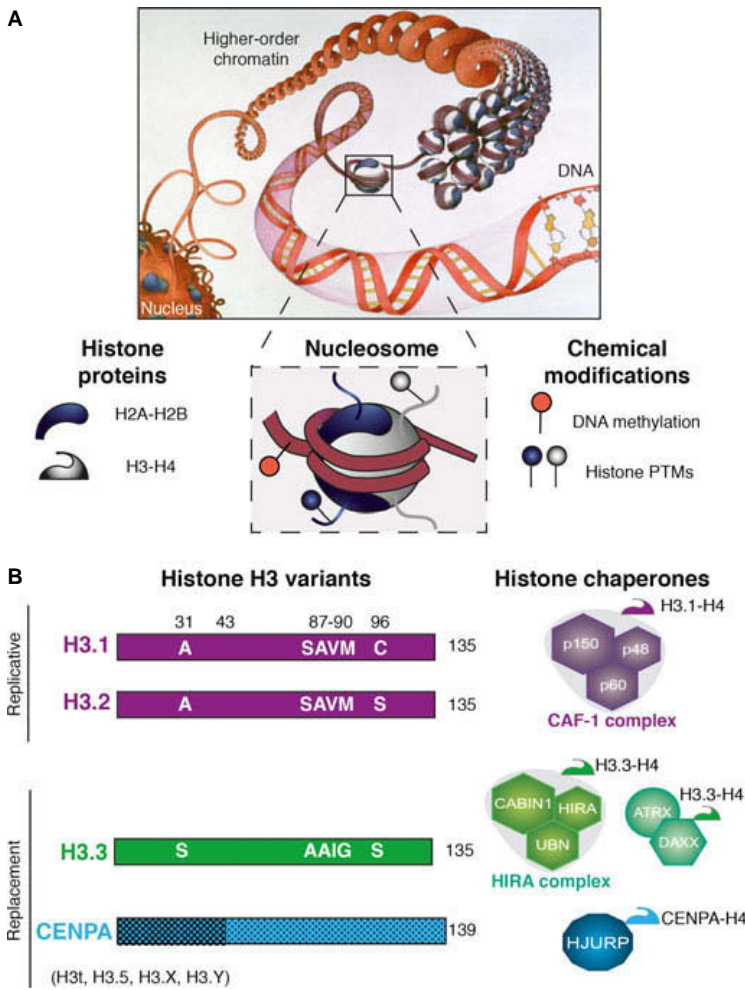 A
Higher-order
chromatin
DNA
Nucleus
Histone
proteins
H2A-H2B
H3-H4
Nucleosome
Chemical
modifications
DNA methylation
Histone PTMs
B
Histone H3 variants
Histone chaperones
Replicative
31 43 87-90 96
H3.1 A SAVM C 135
H3.2 A SAVM S 135
H3.1-H4
p150 p48
p60
CAF-1 complex
Replacement
H3.3 S AAIG S 135
H3.3-H4
CABIN1 HIRA
UBN
HIRA complex
H3.3-H4
ATRX
DAXX
CENPA 139
CENPA-H4
HJURP
(H3t, H3.5, H3.X, H3.Y)